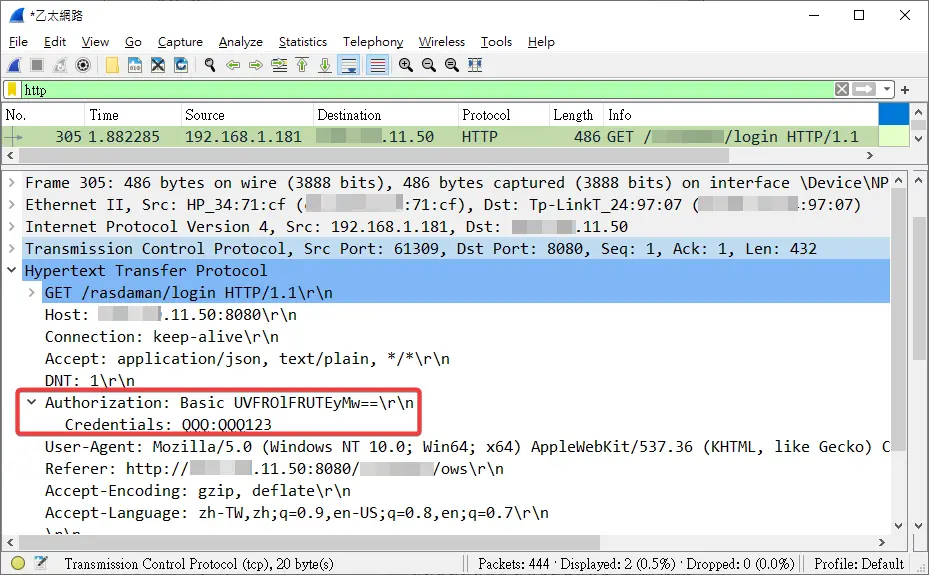 *乙太網路
File Edit View Go Capture Analyze Statistics Telephony Wireless Tools Help
http
No. Time Source Destination Protocol Length Info
305 1.882285 192.168.1.181 .11.50 HTTP 486 GET / /login HTTP/1.1
Frame 305: 486 bytes on wire (3888 bits), 486 bytes captured (3888 bits) on interface \Device\NP
Ethernet II, Src: HP_34:71:cf ( :71:cf), Dst: Tp-LinkT_24:97:07 ( :97:07)
Internet Protocol Version 4, Src: 192.168.1.181, Dst: .11.50
Transmission Control Protocol, Src Port: 61309, Dst Port: 8080, Seq: 1, Ack: 1, Len: 432
Hypertext Transfer Protocol
GET /rasdaman/login HTTP/1.1\r\n
Host: .11.50:8080\r\n
Connection: keep-alive\r\n
Accept: application/json, text/plain, */*\r\n
DNT: 1\r\n
Authorization: Basic UVFROlFRUTEyMw==\r\n
Credentials: QQQ:QQQ123
User-Agent: Mozilla/5.0 (Windows NT 10.0; Win64; x64) AppleWebKit/537.36 (KHTML, like Gecko) C
Referer: http:// .11.50:8080/ /ows\r\n
Accept-Encoding: gzip, deflate\r\n
Accept-Language: zh-TW,zh;q=0.9,en-US;q=0.8,en;q=0.7\r\n
\r\n
Transmission Control Protocol (tcp), 20 byte(s) Packets: 444 · Displayed: 2 (0.5%) · Dropped: 0 (0.0%) Profile: Default